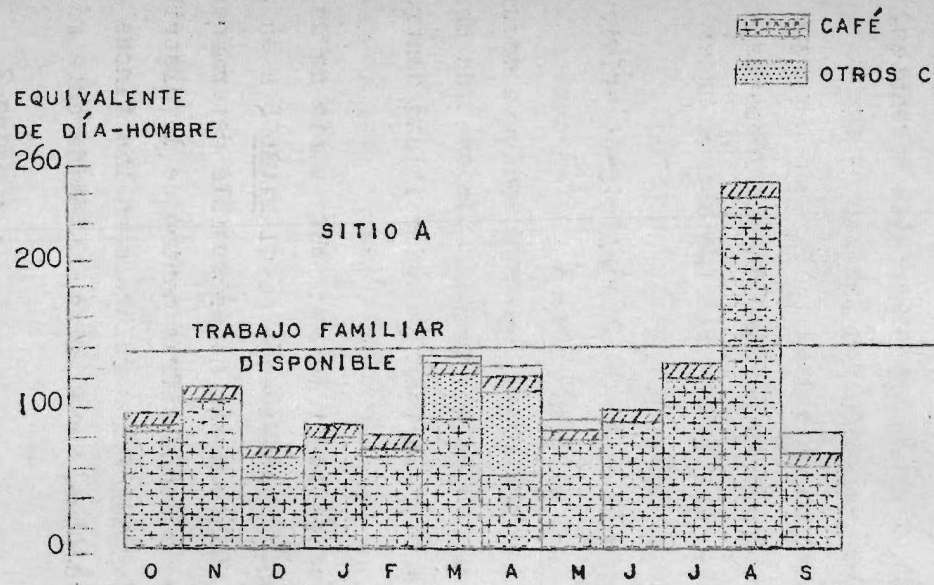 CAFÉ
OTROS C
EQUIVALENTE
DE DÍA-HOMBRE
260
SITIO A
200
TRABAJO FAMILIAR
DISPONIBLE
100
0
O N D J F M A M J J A S